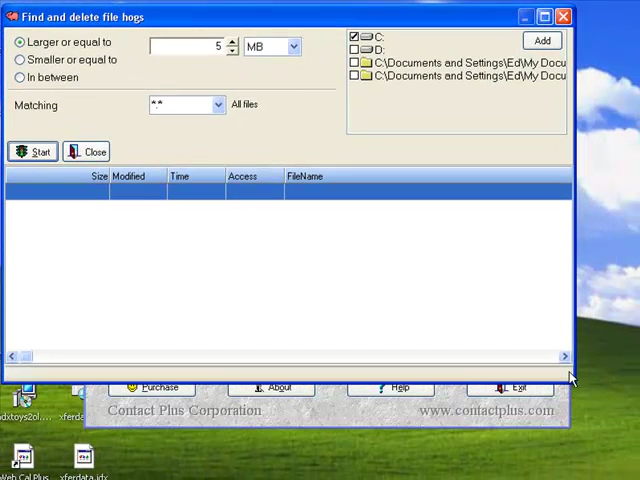 Find and delete file hogs
Larger or equal to
5
MB
Smaller or equal to
In between
Matching
*.*
All files
C:
D:
C:\Documents and Settings\Ed\My Docu
C:\Documents and Settings\Ed\My Docu
Add
Start
Close
Size Modified Time Access FileName
Purchase About Help Exit
Contact Plus Corporation www.contactplus.com
dxtoys2ol... xferda
Web Cal Plus xferdata.idx